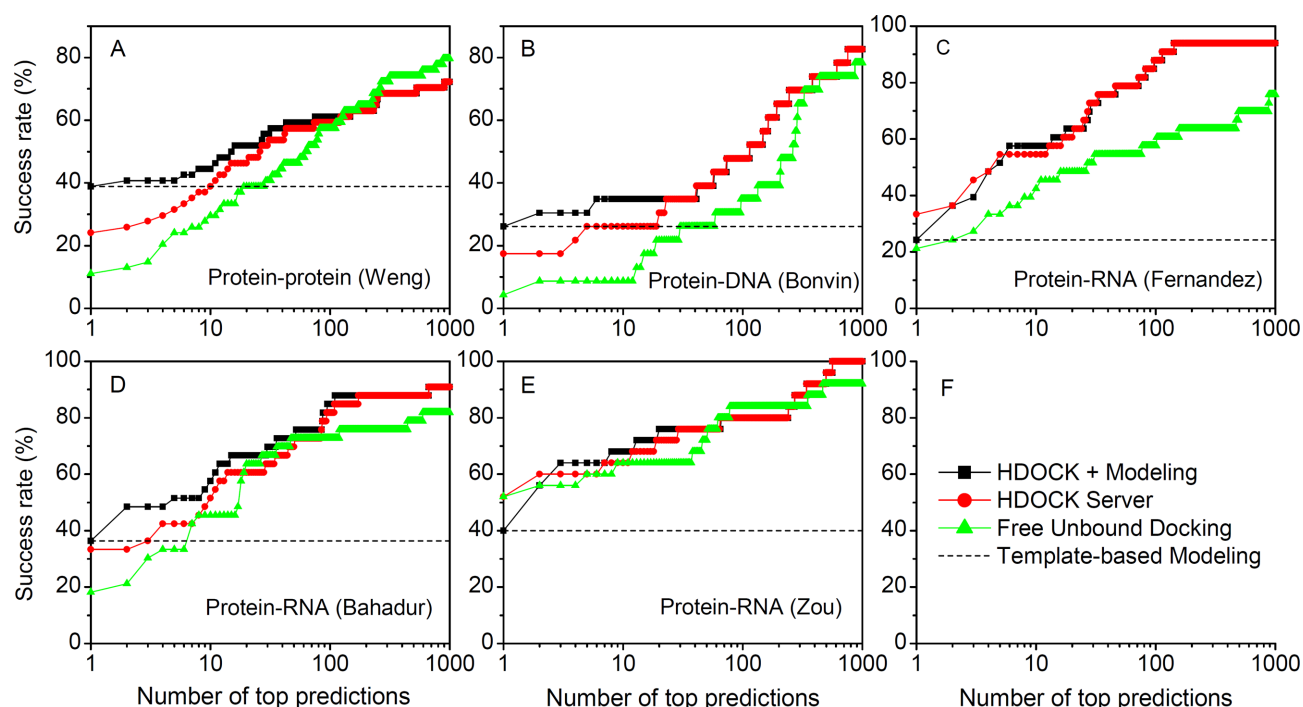 A
Success rate (%)
80
60
40
20
0
1
10
100
1000
Protein-protein (Weng)
B
80
60
40
20
0
1
10
100
1000
Protein-DNA (Bonvin)
C
100
80
60
40
20
0
1
10
100
1000
Protein-RNA (Fernandez)
D
Success rate (%)
100
80
60
40
20
0
1
10
100
1000
Protein-RNA (Bahadur)
Number of top predictions
E
100
80
60
40
20
0
1
10
100
1000
Protein-RNA (Zou)
Number of top predictions
F
100
80
60
40
20
0
1
10
100
1000
HDOCK + Modeling
HDOCK Server
Free Unbound Docking
Template-based Modeling
Number of top predictions